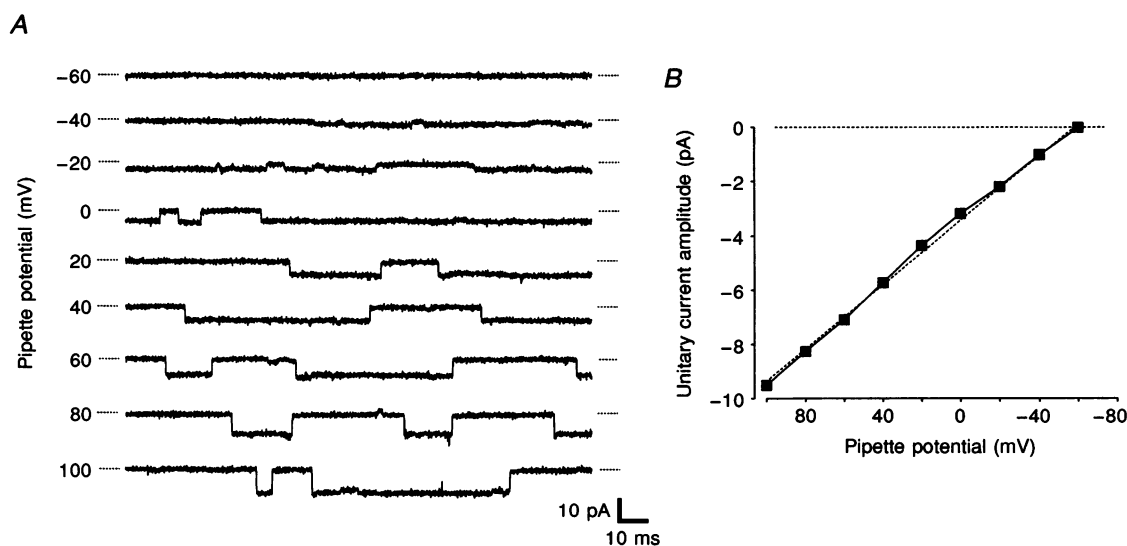 A
Pipette potential (mV)
−60
−40
−20
0
20
40
60
80
100
10 pA
10 ms
B
Unitary current amplitude (pA)
0
−2
−4
−6
−8
−10
80 40 0 −40 −80
Pipette potential (mV)